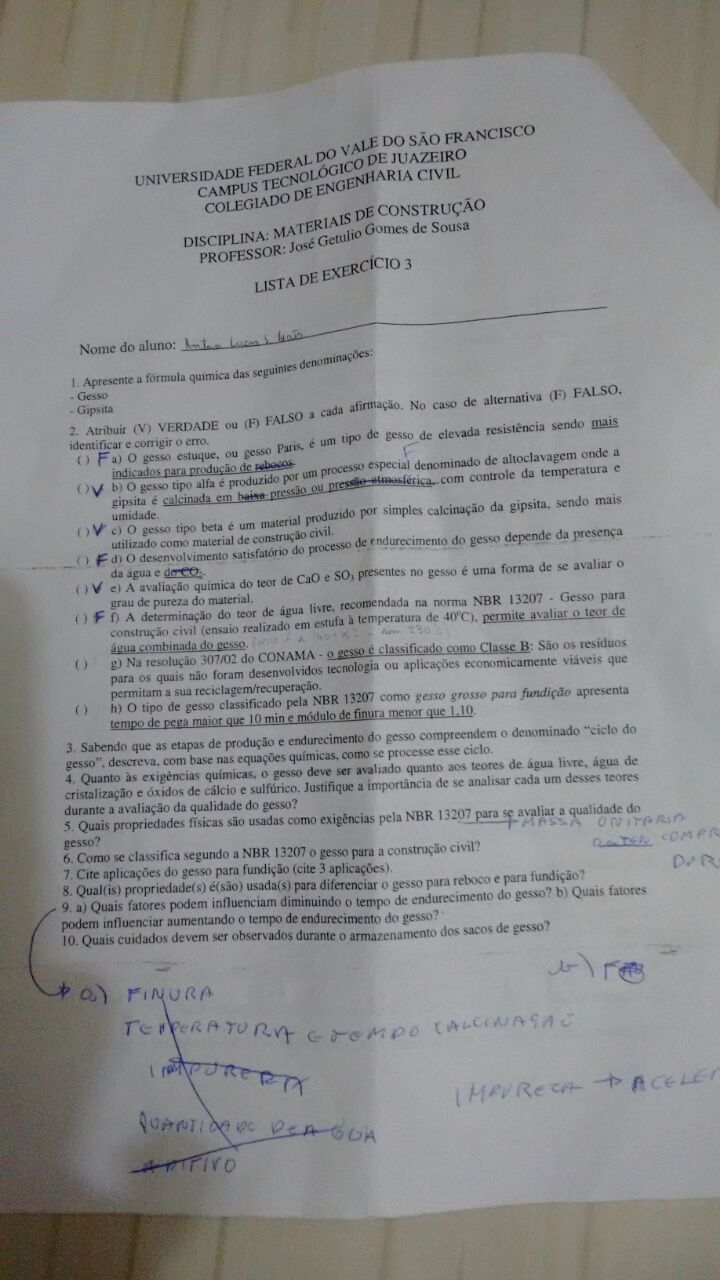 UNIVERSIDADE FEDERAL DO VALE DO SÃO FRANCISCO
CAMPUS TECNOLÓGICO DE JUAZEIRO
COLEGIADO DE ENGENHARIA CIVIL
DISCIPLINA: MATERIAIS DE CONSTRUÇÃO
PROFESSOR: José Getulio Gomes de Sousa
LISTA DE EXERCÍCIO 3
Nome do aluno: Lucas
1. Apresente a fórmula química das seguintes denominações:
- Gesso
- Gipsita
2. Atribuir (V) VERDADE ou (F) FALSO a cada afirmação. No caso de alternativa (F) FALSO,
identificar e corrigir o erro.
( ) F a) O gesso estuque, ou gesso Paris, é um tipo de gesso de elevada resistência sendo mais
indicados para produção de rebocos.
F
( ) V b) O gesso tipo alfa é produzido por um processo especial denominado de altoclavagem onde a
gipsita é calcinada em baixa pressão ou pressão atmosférica, com controle da temperatura e
umidade.
( ) V c) O gesso tipo beta é um material produzido por simples calcinação da gipsita, sendo mais
utilizado como material de construção civil.
( ) F d) O desenvolvimento satisfatório do processo de endurecimento do gesso depende da presença
da água e do CO₂.
( ) V e) A avaliação química do teor de CaO e SO₃ presentes no gesso é uma forma de se avaliar o
grau de pureza do material.
( ) F f) A determinação do teor de água livre, recomendada na norma NBR 13207 - Gesso para
construção civil (ensaio realizado em estufa à temperatura de 40ºC), permite avaliar o teor de
água combinada do gesso.
( ) g) Na resolução 307/02 do CONAMA - o gesso é classificado como Classe B: São os resíduos
para os quais não foram desenvolvidos tecnologia ou aplicações economicamente viáveis que
permitam a sua reciclagem/recuperação.
( ) h) O tipo de gesso classificado pela NBR 13207 como gesso grosso para fundição apresenta
tempo de pega maior que 10 min e módulo de finura menor que 1,10.
3. Sabendo que as etapas de produção e endurecimento do gesso compreendem o denominado “ciclo do
gesso”, descreva, com base nas equações químicas, como se processe esse ciclo.
4. Quanto às exigências químicas, o gesso deve ser avaliado quanto aos teores de água livre, água de
cristalização e óxidos de cálcio e sulfúrico. Justifique a importância de se analisar cada um desses teores
durante a avaliação da qualidade do gesso?
5. Quais propriedades físicas são usadas como exigências pela NBR 13207 para se avaliar a qualidade do
gesso?
MASSA UNITARIA
6. Como se classifica segundo a NBR 13207 o gesso para a construção civil?
COMPR
7. Cite aplicações do gesso para fundição (cite 3 aplicações).
DUR
8. Qual(is) propriedade(s) é(são) usada(s) para diferenciar o gesso para reboco e para fundição?
9. a) Quais fatores podem influenciam diminuindo o tempo de endurecimento do gesso? b) Quais fatores
podem influenciar aumentando o tempo de endurecimento do gesso?
10. Quais cuidados devem ser observados durante o armazenamento dos sacos de gesso?
b)
a) FINURA
TEMPERATURA E TEMPO CALCINAÇÃO
IMPUREZA
IMPUREZA → ACELER
QUANTIDADE DE AGUA
ADITIVO